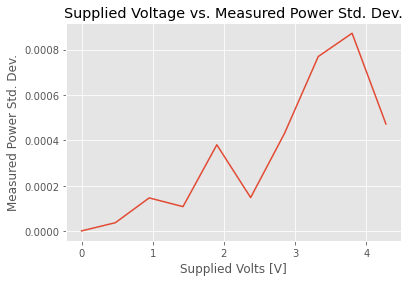 Supplied Voltage vs. Measured Power Std. Dev.
Measured Power Std. Dev.
0.0008
0.0006
0.0004
0.0002
0.0000
0 1 2 3 4
Supplied Volts [V]